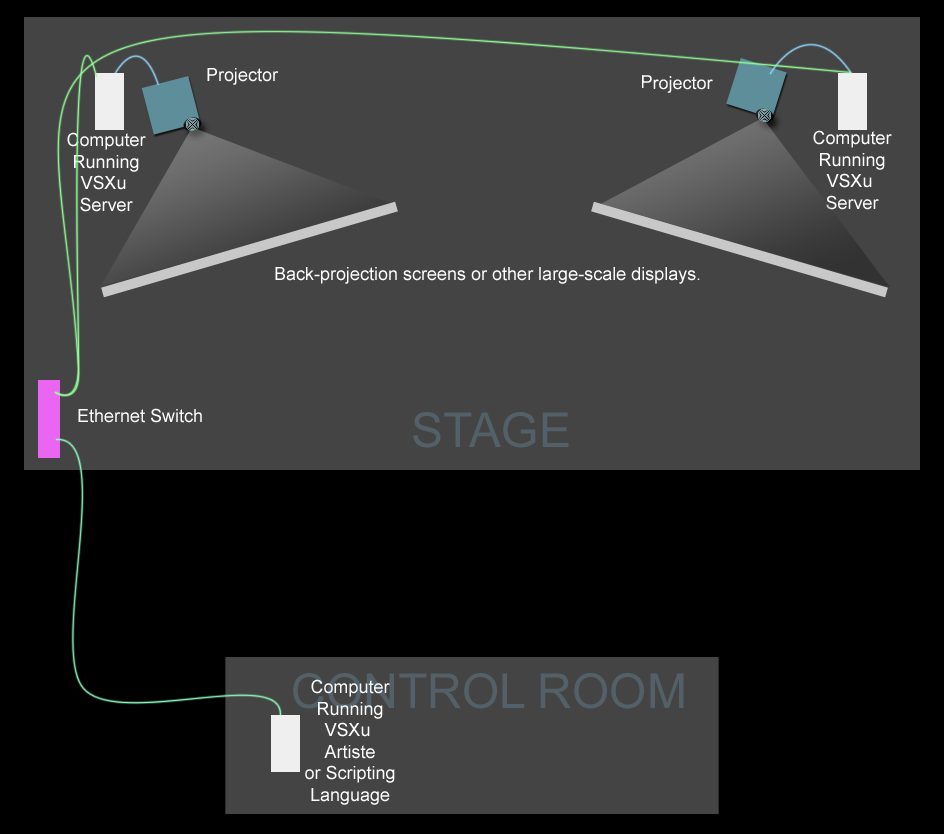 Projector
Projector
Computer
Running
VSXu
Server
Computer
Running
VSXu
Server
Back-projection screens or other large-scale displays.
Ethernet Switch
STAGE
CONTROL ROOM
Computer
Running
VSXu
Artiste
or Scripting
Language